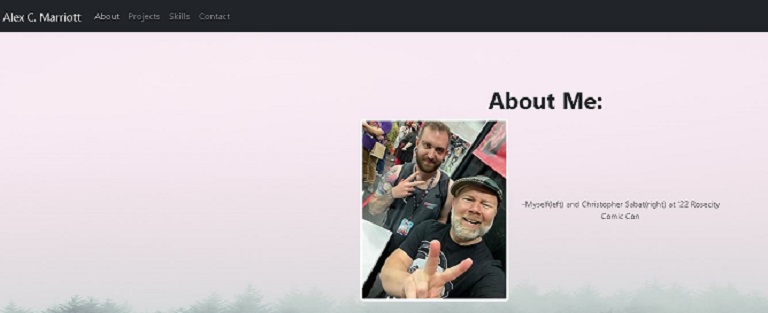 Alex C. Marriott About Projects Skills Contact
About Me:
-Myself(left) and Christopher Sabat(right) at '22 Rosecity
Comic Con